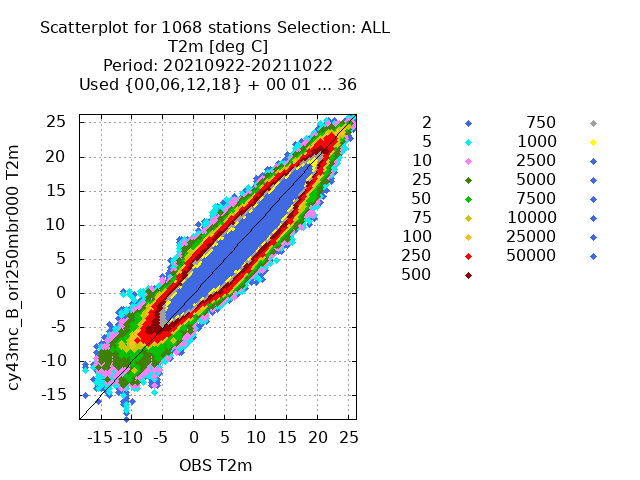 Scatterplot for 1068 stations Selection: ALL
T2m [deg C]
Period: 20210922-20211022
Used {00,06,12,18} + 00 01 ... 36
cy43mc_B_ori250mbr000 T2m
25
20
15
10
5
0
-5
-10
-15
-15 -10 -5 0 5 10 15 20 25
OBS T2m
2 750
5 1000
10 2500
25 5000
50 7500
75 10000
100 25000
250 50000
500